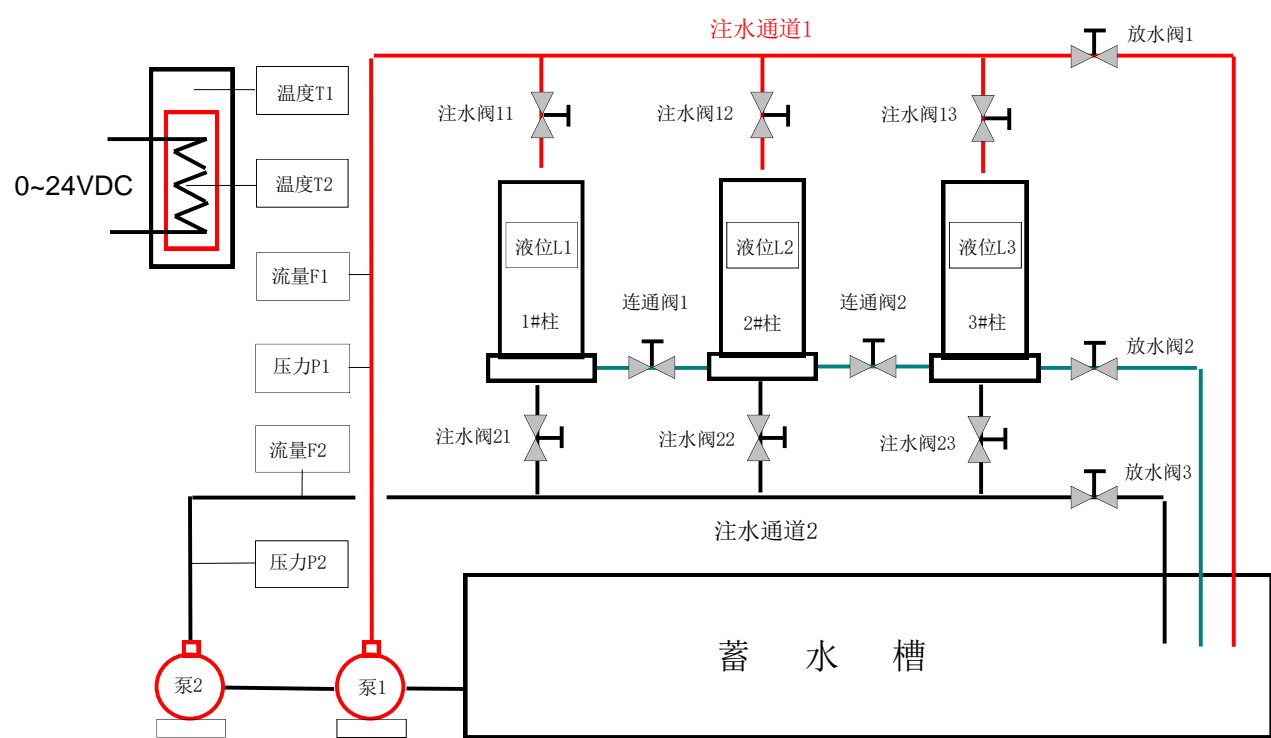 注水通道1
放水阀1
温度T1
注水阀11
注水阀12
注水阀13
0~24VDC
温度T2
液位L1
液位L2
液位L3
流量F1
连通阀1
连通阀2
1#柱
2#柱
3#柱
放水阀2
压力P1
流量F2
注水阀21
注水阀22
注水阀23
放水阀3
注水通道2
压力P2
蓄水槽
泵2
泵1